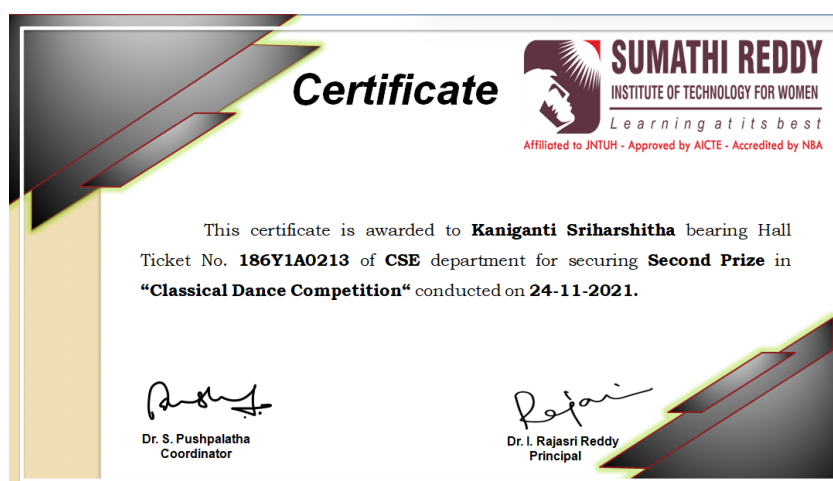 Certificate
SUMATHI REDDY
INSTITUTE OF TECHNOLOGY FOR WOMEN
Learning at its best
Affiliated to JNTUH - Approved by AICTE - Accredited by NBA
This certificate is awarded to Kaniganti Sriharshitha bearing Hall
Ticket No. 186Y1A0213 of CSE department for securing Second Prize in
“Classical Dance Competition“ conducted on 24-11-2021.
Dr. S. Pushpalatha
Coordinator
Dr. I. Rajasri Reddy
Principal